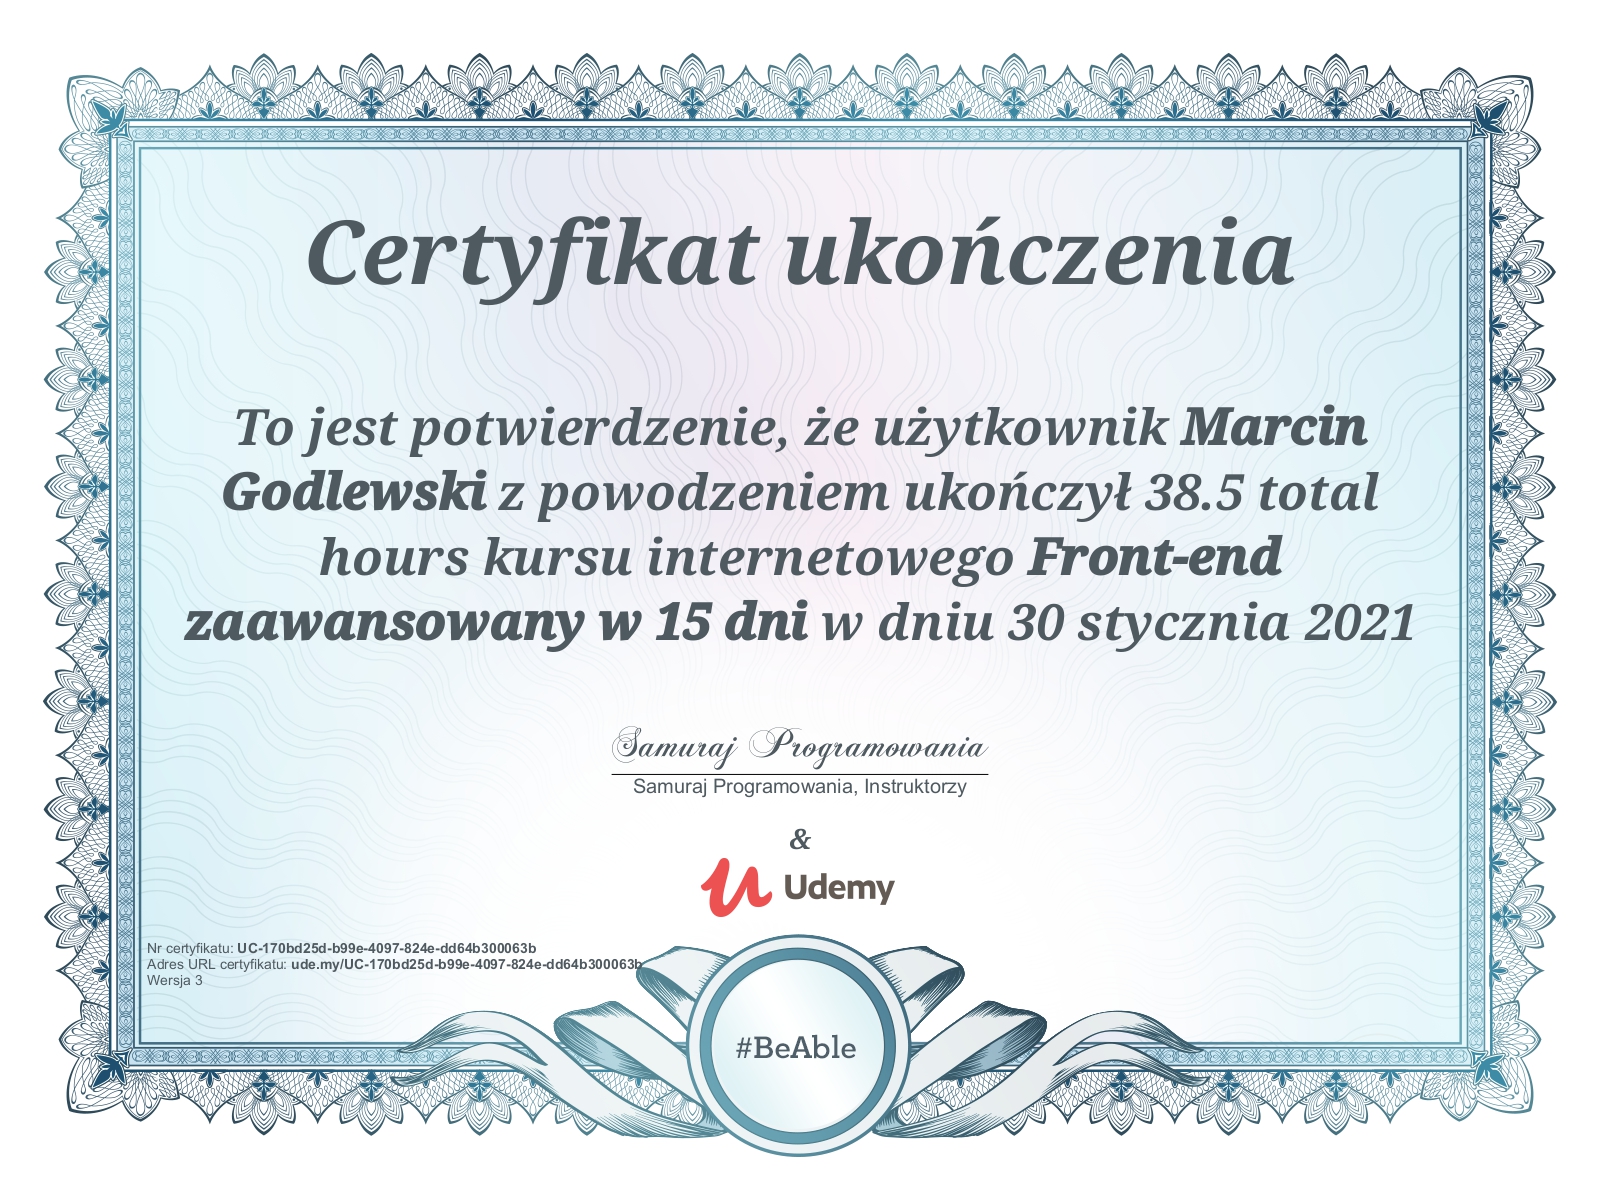 Certyfikat ukończenia
To jest potwierdzenie, że użytkownik Marcin
Godlewski z powodzeniem ukończył 38.5 total
hours kursu internetowego Front-end
zaawansowany w 15 dni w dniu 30 stycznia 2021
Samuraj Programowania
Samuraj Programowania, Instruktorzy
&
Udemy
Nr certyfikatu: UC-170bd25d-b99e-4097-824e-dd64b300063b
Adres URL certyfikatu: ude.my/UC-170bd25d-b99e-4097-824e-dd64b300063b
Wersja 3
#BeAble